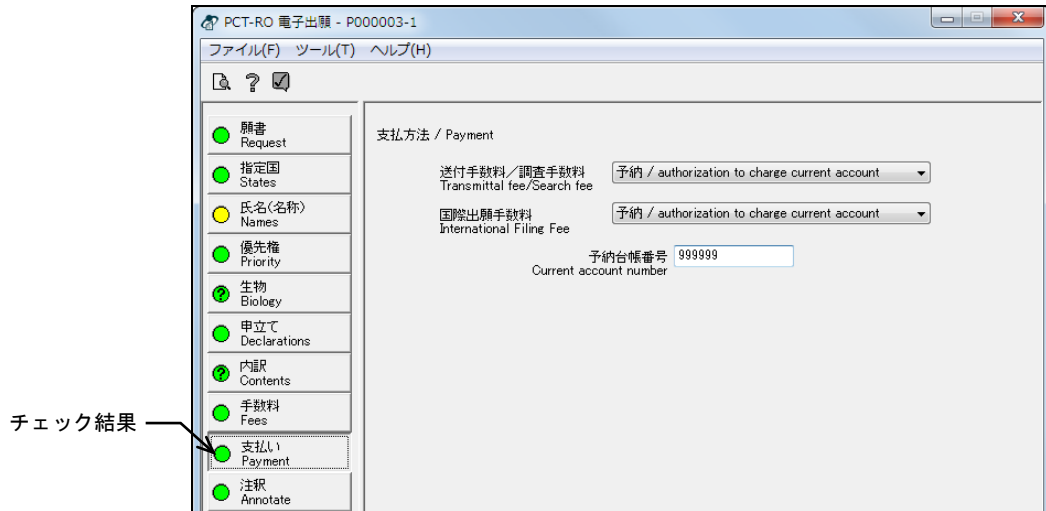 PCT-RO 電子出願 - P000003-1
ファイル(F) ツール(T) ヘルプ(H)
願書
Request
指定国
States
氏名(名称)
Names
優先権
Priority
生物
Biology
申立て
Declarations
内訳
Contents
手数料
Fees
支払い
Payment
注釈
Annotate
チェック結果
支払方法 / Payment
送付手数料／調査手数料
Transmittal fee/Search fee
予納 / authorization to charge current account
国際出願手数料
International Filing Fee
予納 / authorization to charge current account
予納台帳番号
Current account number
999999